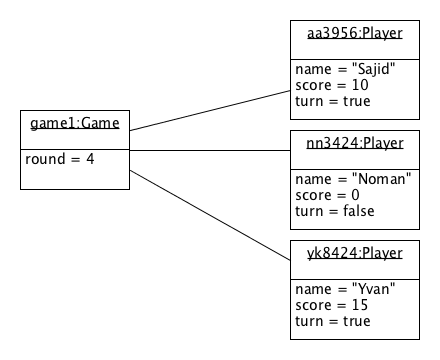 aa3956:Player
name = "Sajid"
score = 10
turn = true
game1:Game
round = 4
nn3424:Player
name = "Noman"
score = 0
turn = false
yk8424:Player
name = "Yvan"
score = 15
turn = true